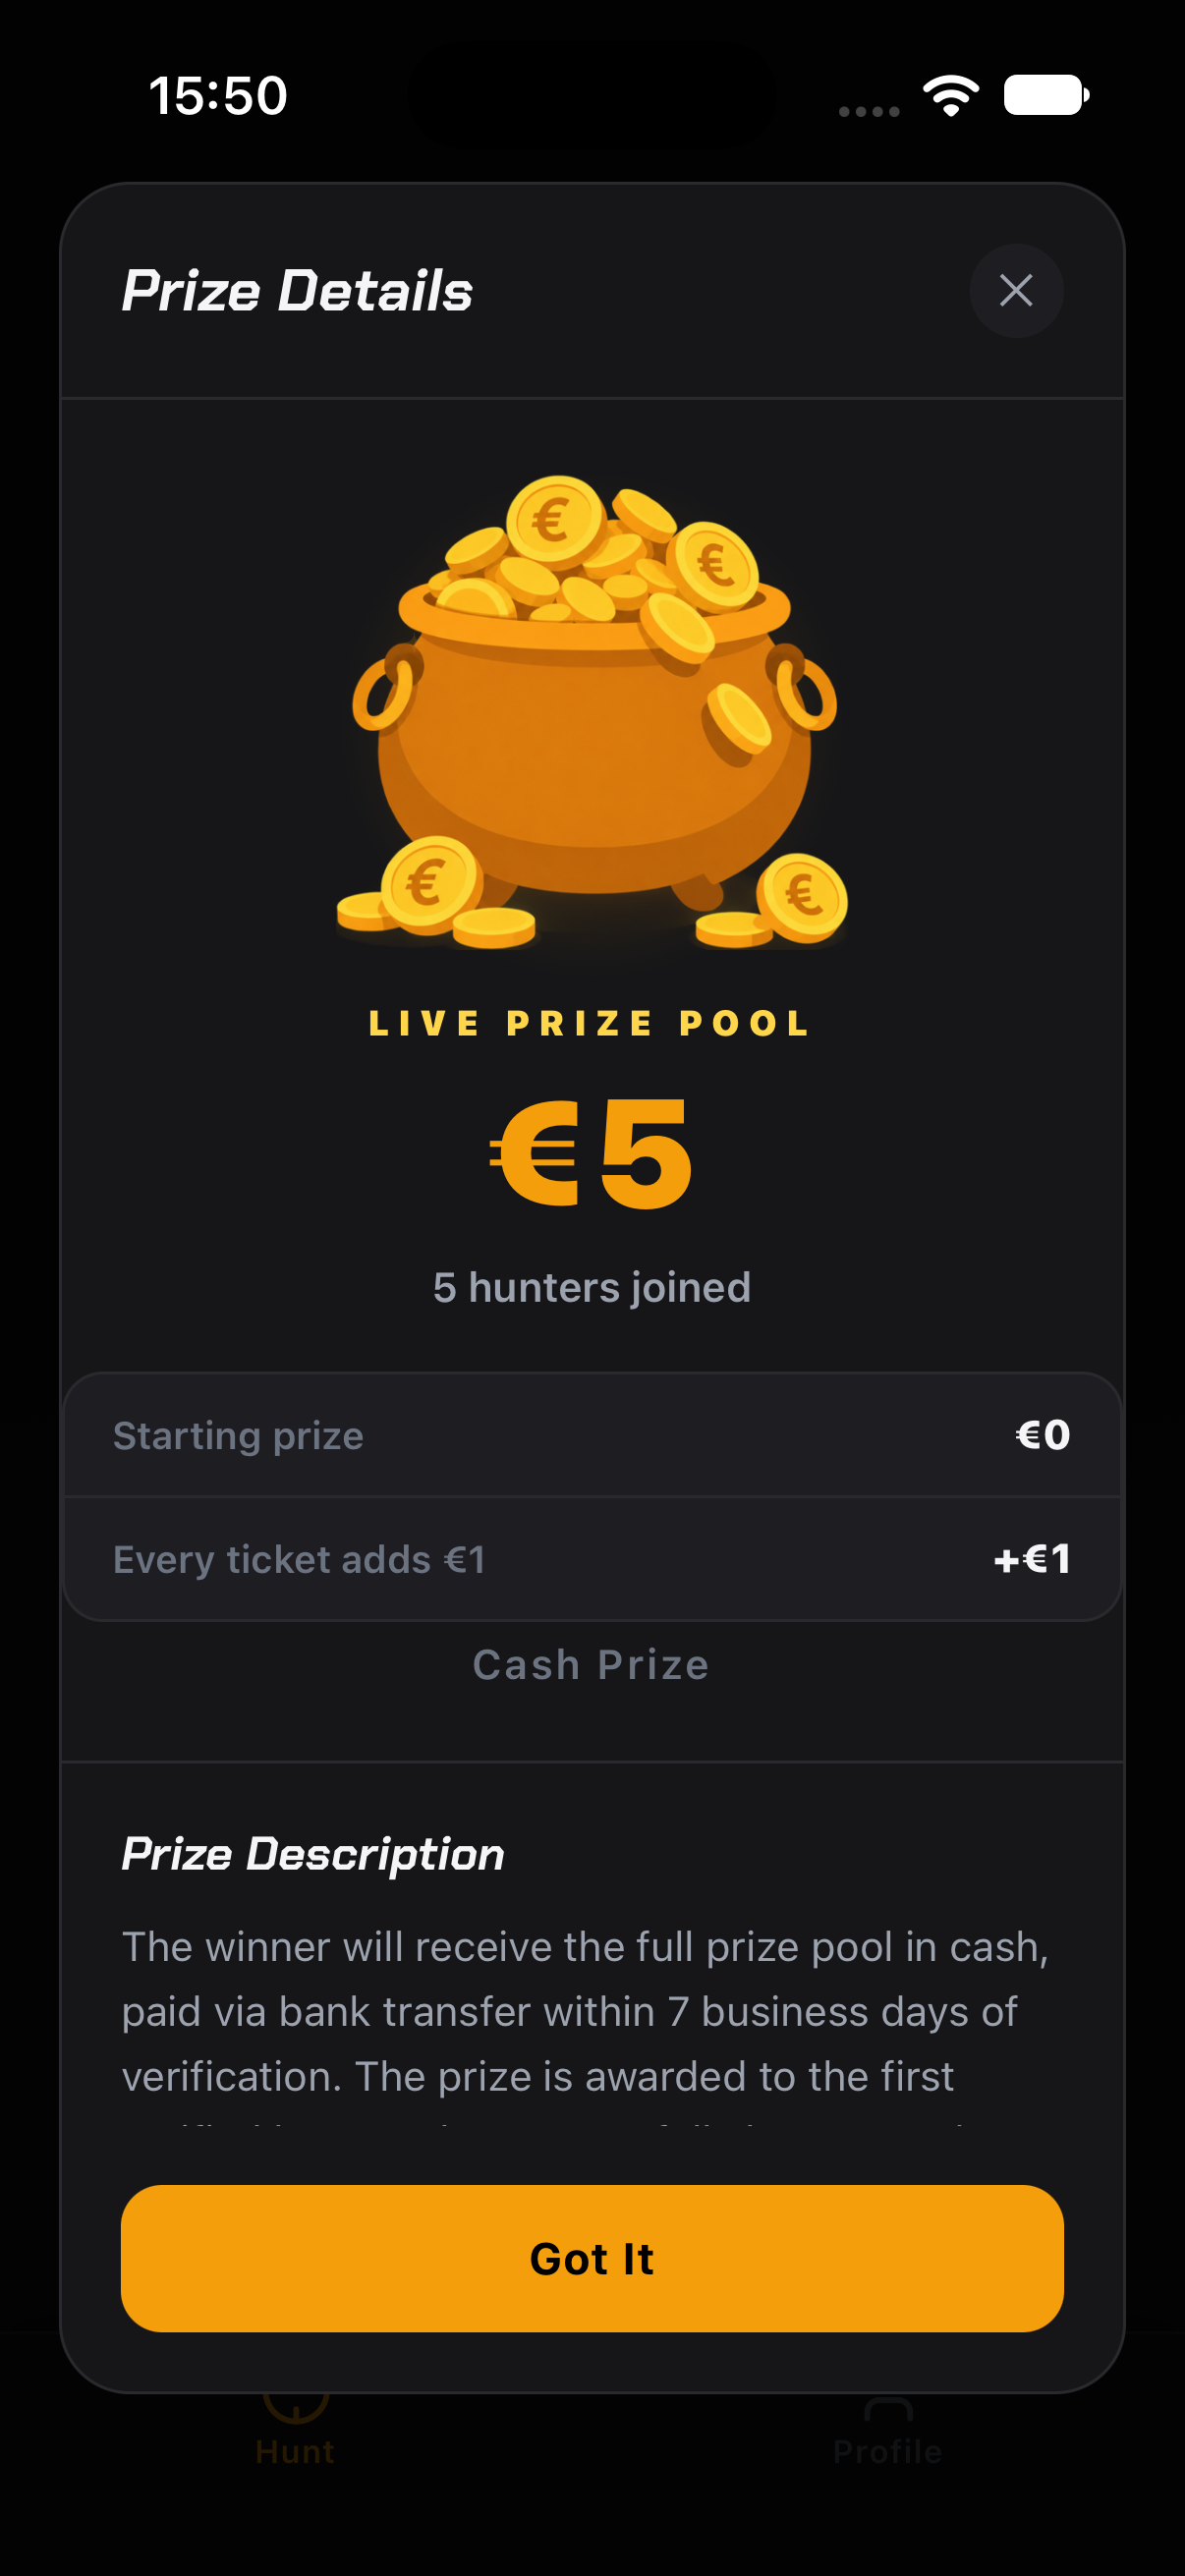 15:50
Prize Details
€
€
€
€
LIVE PRIZE POOL
€5
5 hunters joined
Starting prize €0
Every ticket adds €1 +€1
Cash Prize
Prize Description
The winner will receive the full prize pool in cash,
paid via bank transfer within 7 business days of
verification. The prize is awarded to the first
Got It
Hunt Profile